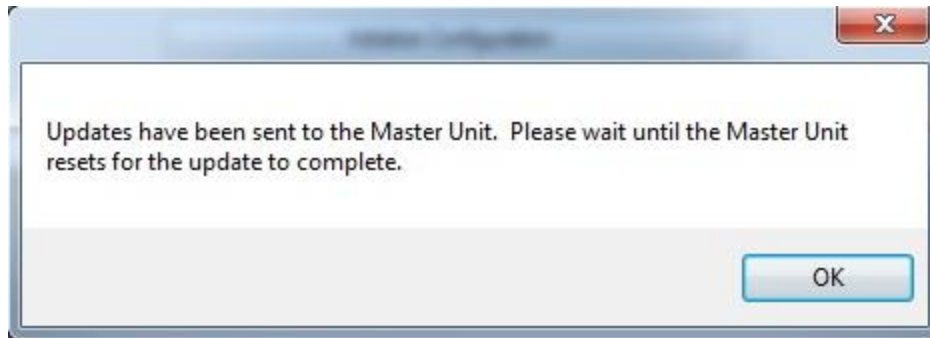 Updates have been sent to the Master Unit.  Please wait until the Master Unit
resets for the update to complete.
OK